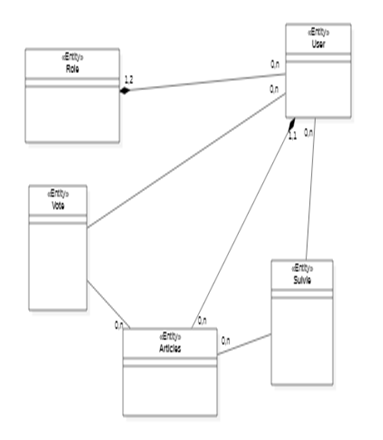 «Entity»
User
«Entity»
Role
1,2
0,n
0,n
1,1
0,n
«Entity»
Vote
«Entity»
Suivie
0,n
0,n
«Entity»
Articles
0,n